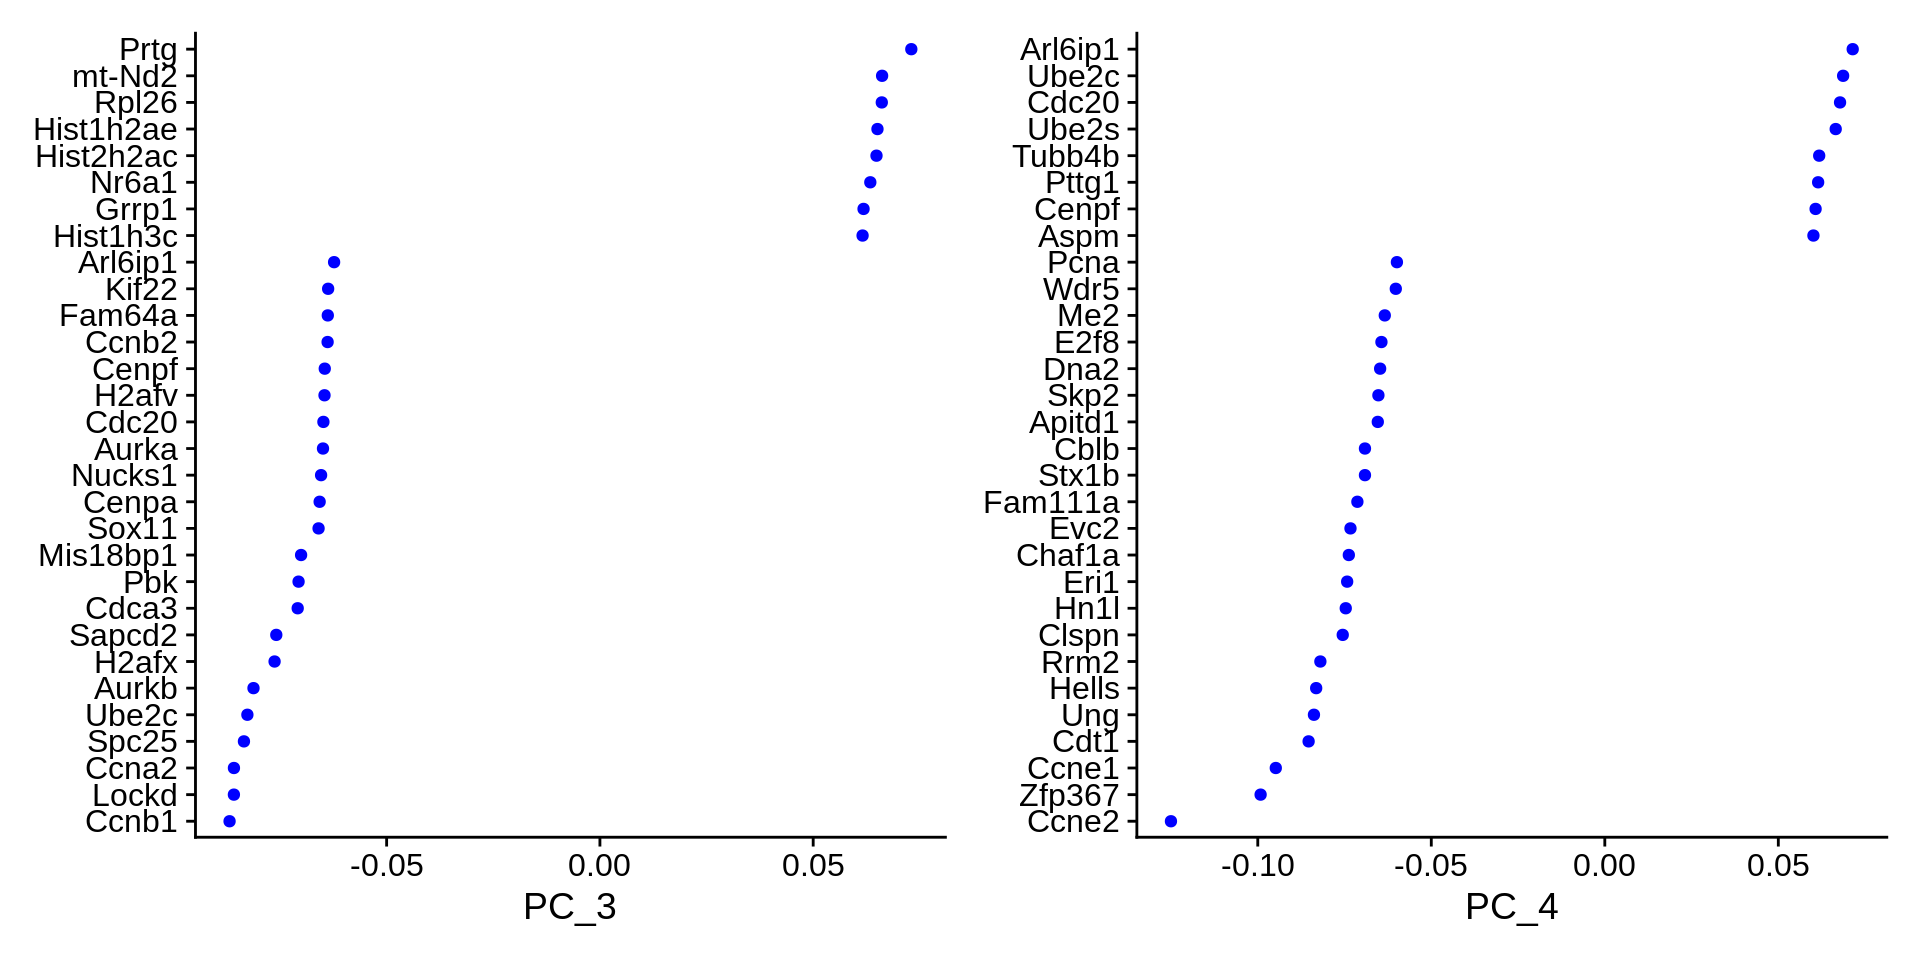 Prtg
mt-Nd2
Rpl26
Hist1h2ae
Hist2h2ac
Nr6a1
Grrp1
Hist1h3c
Arl6ip1
Kif22
Fam64a
Ccnb2
Cenpf
H2afv
Cdc20
Aurka
Nucks1
Cenpa
Sox11
Mis18bp1
Pbk
Cdca3
Sapcd2
H2afx
Aurkb
Ube2c
Spc25
Ccna2
Lockd
Ccnb1
-0.05 0.00 0.05
PC_3
Arl6ip1
Ube2c
Cdc20
Ube2s
Tubb4b
Pttg1
Cenpf
Aspm
Pcna
Wdr5
Me2
E2f8
Dna2
Skp2
Apitd1
Cblb
Stx1b
Fam111a
Evc2
Chaf1a
Eri1
Hn1l
Clspn
Rrm2
Hells
Ung
Cdt1
Ccne1
Zfp367
Ccne2
-0.10 -0.05 0.00 0.05
PC_4